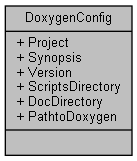 DoxygenConfig
+ Project
+ Synopsis
+ Version
+ ScriptsDirectory
+ DocDirectory
+ PathtoDoxygen